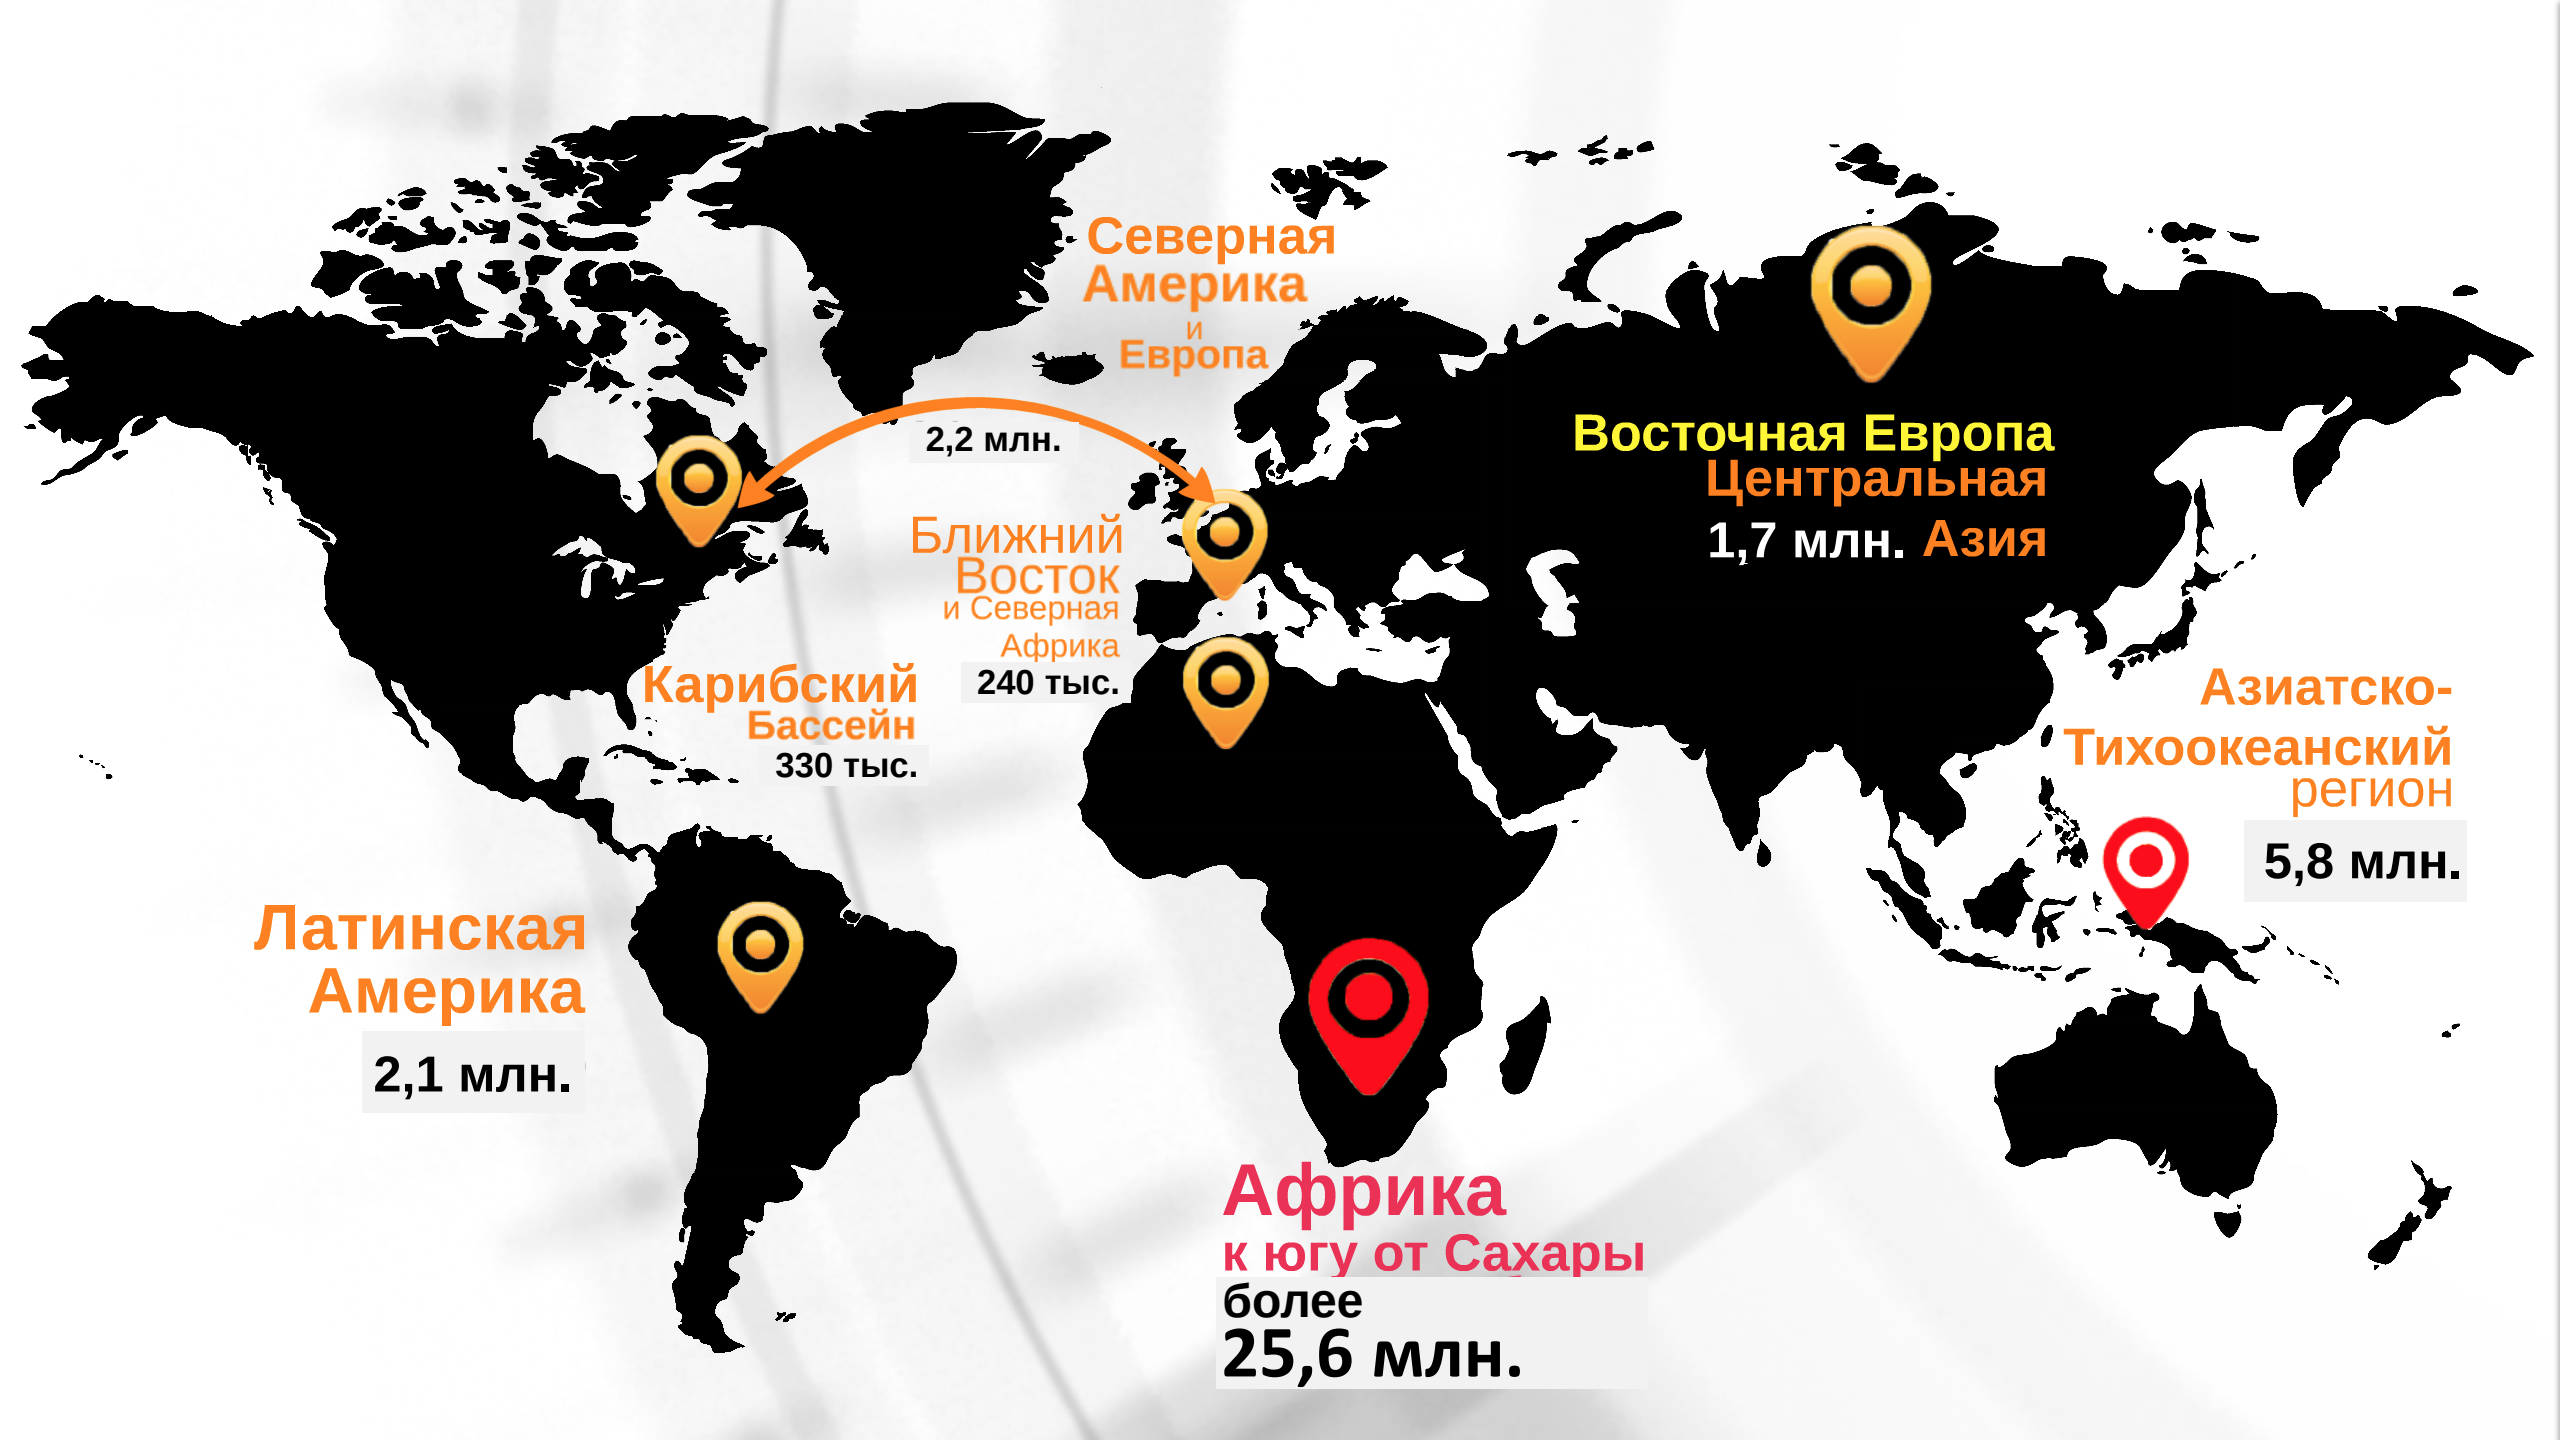 Северная
Америка
и
Европа
2,2 млн.
Восточная Европа
Центральная
1,7 млн. Азия
Ближний
Восток
и Северная
Африка
240 тыс.
Карибский
Бассейн
330 тыс.
Азиатско-
Тихоокеанский
регион
5,8 млн.
Латинская
Америка
2,1 млн.
Африка
к югу от Сахары
более
25,6 млн.